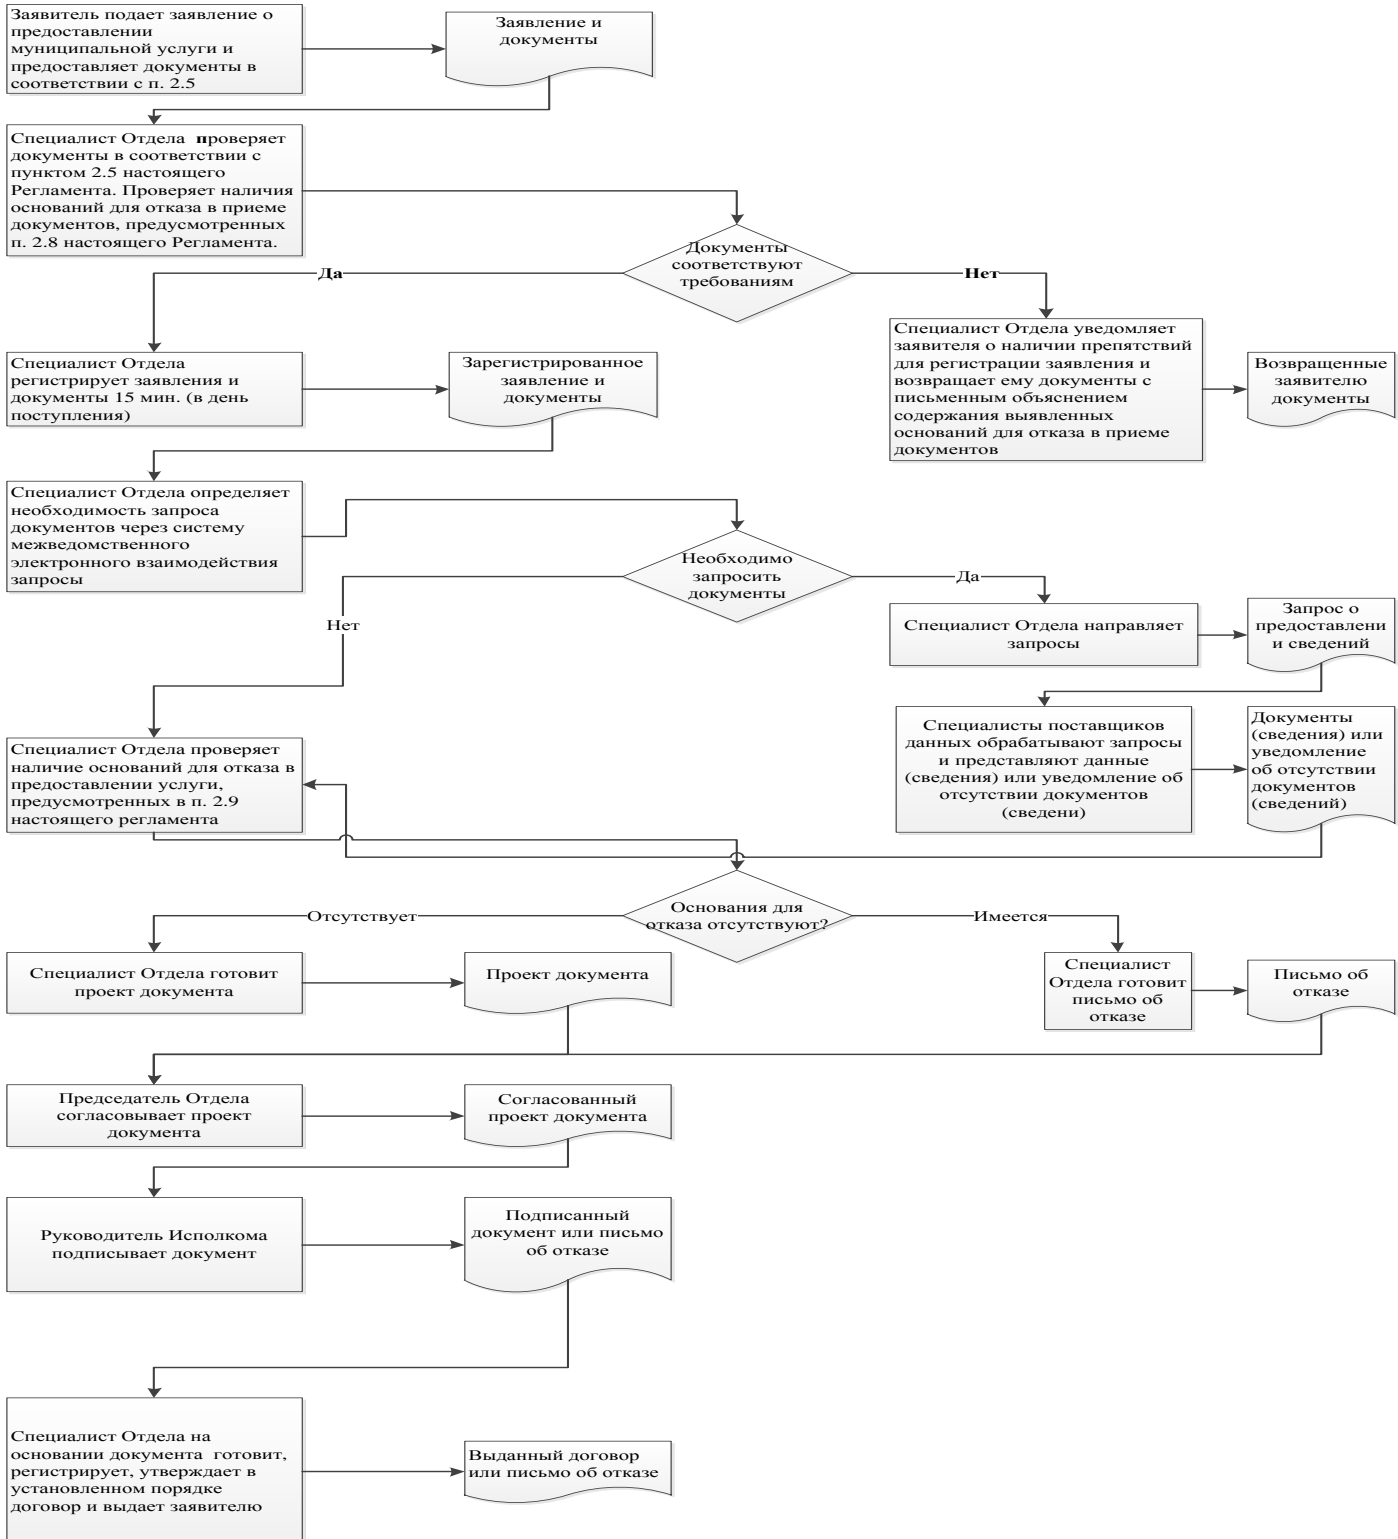 Заявитель подает заявление о
предоставлении
муниципальной услуги и
предоставляет документы в
соответствии с п. 2.5
Заявление и
документы
Специалист Отдела проверяет
документы в соответствии с
пунктом 2.5 настоящего
Регламента. Проверяет наличия
оснований для отказа в приеме
документов, предусмотренных
п. 2.8 настоящего Регламента.
Документы
соответствуют
требованиям
Да
Нет
Специалист Отдела
регистрирует заявления и
документы 15 мин. (в день
поступления)
Зарегистрированное
заявление и
документы
Специалист Отдела уведомляет
заявителя о наличии препятствий
для регистрации заявления и
возвращает ему документы с
письменным объяснением
содержания выявленных
оснований для отказа в приеме
документов
Возвращенные
заявителю
документы
Специалист Отдела определяет
необходимость запроса
документов через систему
межведомственного
электронного взаимодействия
запросы
Необходимо
запросить
документы
Да
Нет
Специалист Отдела направляет
запросы
Запрос о
предоставлени
и сведений
Специалисты поставщиков
данных обрабатывают запросы
и представляют данные
(сведения) или уведомление об
отсутствии документов
(сведени)
Документы
(сведения) или
уведомление
об отсутствии
документов
(сведений)
Специалист Отдела проверяет
наличие оснований для отказа в
предоставлении услуги,
предусмотренных в п. 2.9
настоящего регламента
Основания для
отказа отсутствуют?
Отсутствует
Имеется
Специалист Отдела готовит
проект документа
Проект документа
Специалист
Отдела готовит
письмо об
отказе
Письмо об
отказе
Председатель Отдела
согласовывает проект
документа
Согласованный
проект документа
Руководитель Исполкома
подписывает документ
Подписанный
документ или письмо
об отказе
Специалист Отдела на
основании документа готовит,
регистрирует, утверждает в
установленном порядке
договор и выдает заявителю
Выданный договор
или письмо об отказе